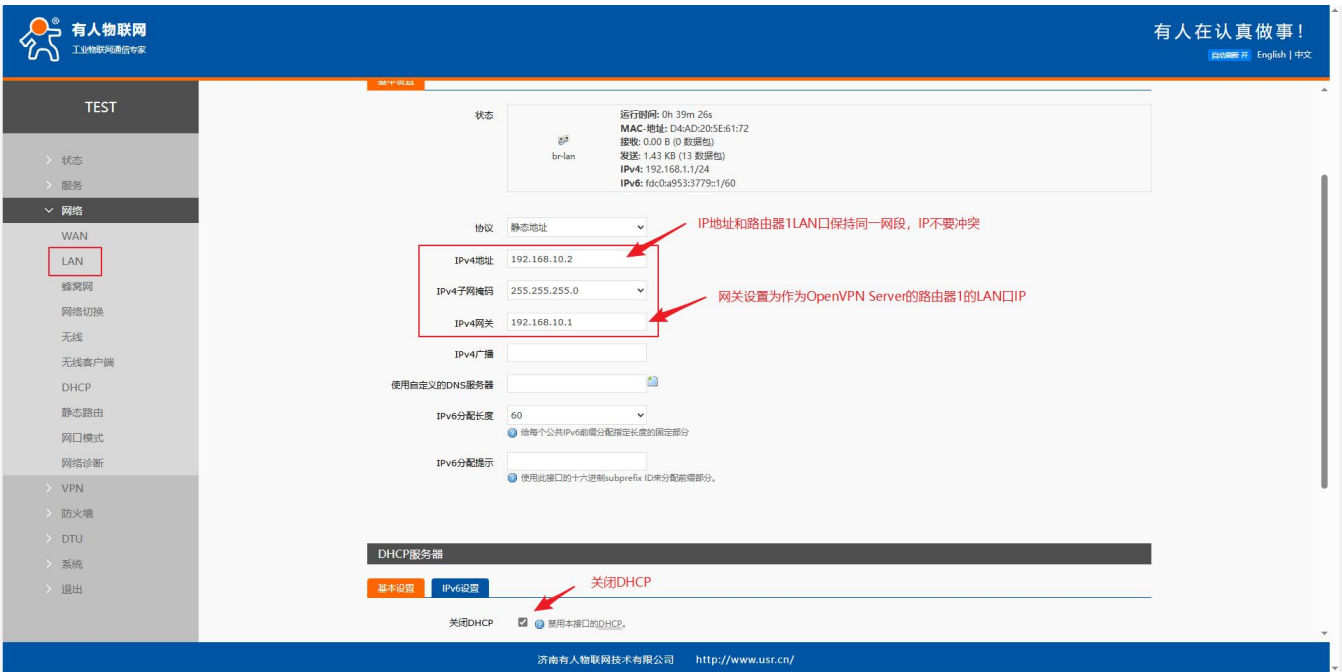 有人物联网
工业物联网通信专家
有人在认真做事！
自动刷新 开 English | 中文
TEST
状态
服务
网络
WAN
LAN
蜂窝网
网络切换
无线
无线客户端
DHCP
静态路由
网口模式
网络诊断
VPN
防火墙
DTU
系统
退出
基本设置
状态
br-lan
运行时间: 0h 39m 26s
MAC-地址: D4:AD:20:5E:61:72
接收: 0.00 B (0 数据包)
发送: 1.43 KB (13 数据包)
IPv4: 192.168.1.1/24
IPv6: fdc0:a953:3779::1/60
协议 静态地址
IP地址和路由器1LAN口保持同一网段，IP不要冲突
IPv4地址 192.168.10.2
IPv4子网掩码 255.255.255.0
网关设置为作为OpenVPN Server的路由器1的LAN口IP
IPv4网关 192.168.10.1
IPv4广播
使用自定义的DNS服务器
IPv6分配长度 60
给每个公共IPv6前缀分配指定长度的固定部分
IPv6分配提示
使用此接口的十六进制subprefix ID来分配前缀部分。
DHCP服务器
基本设置 IPv6设置
关闭DHCP
关闭DHCP 禁用本接口的DHCP。
济南有人物联网技术有限公司 http://www.usr.cn/